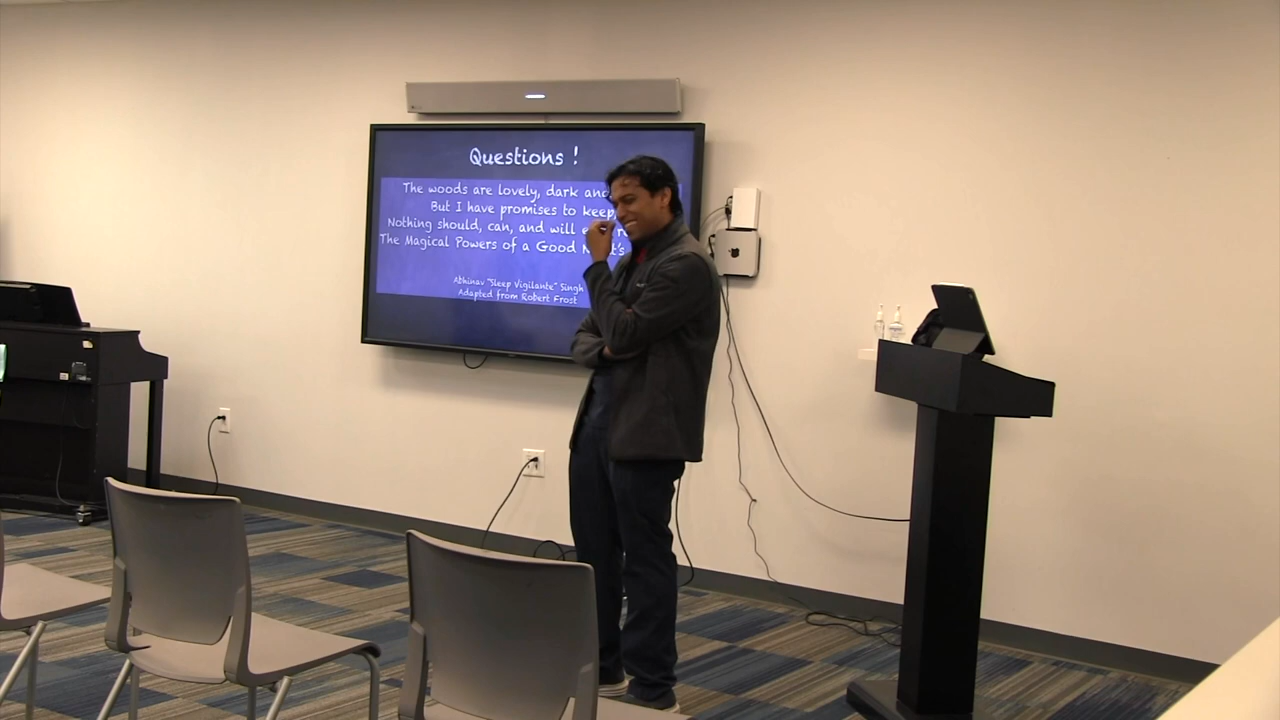 Questions !
The woods are lovely, dark and
But I have promises to keep,
Nothing should, can, and will
The Magical Powers of a Good
Abhinav "Sleep Vigilante" Singh
Adapted from Robert Frost